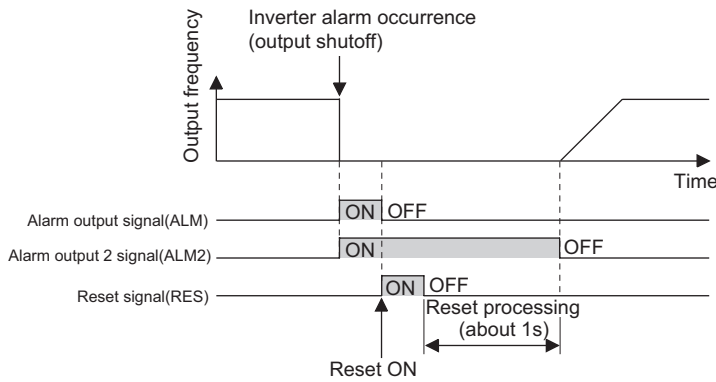 Inverter alarm occurrence
(output shutoff)
Output frequency
Time
ON OFF
Alarm output signal(ALM)
ON OFF
Alarm output 2 signal(ALM2)
ON OFF
Reset signal(RES)
Reset processing
(about 1s)
Reset ON